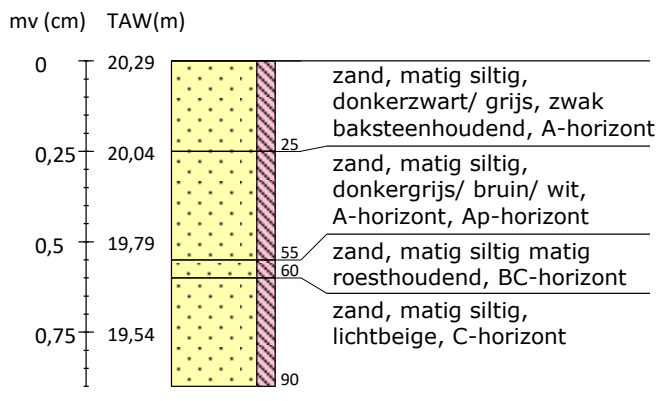 mv (cm) TAW(m)
0 20,29
zand, matig siltig,
donkerzwart/ grijs, zwak
baksteenhoudend, A-horizont
25
0,25 20,04
zand, matig siltig,
donkergrijs/ bruin/ wit,
A-horizont, Ap-horizont
0,5 19,79
55
zand, matig siltig matig
roesthoudend, BC-horizont
60
zand, matig siltig,
lichtbeige, C-horizont
0,75 19,54
90